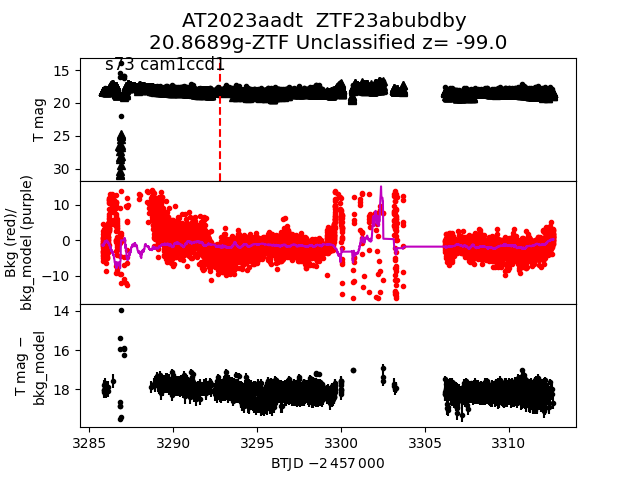 AT2023aadt  ZTF23abubdby
20.8689g-ZTF Unclassified z= -99.0
s73 cam1ccd1
15
20
25
30
T mag
10
0
−10
Bkg (red)/
bkg_model (purple)
14
16
18
T mag −
bkg_model
3285
3290
3295
3300
3305
3310
BTJD −2 457 000